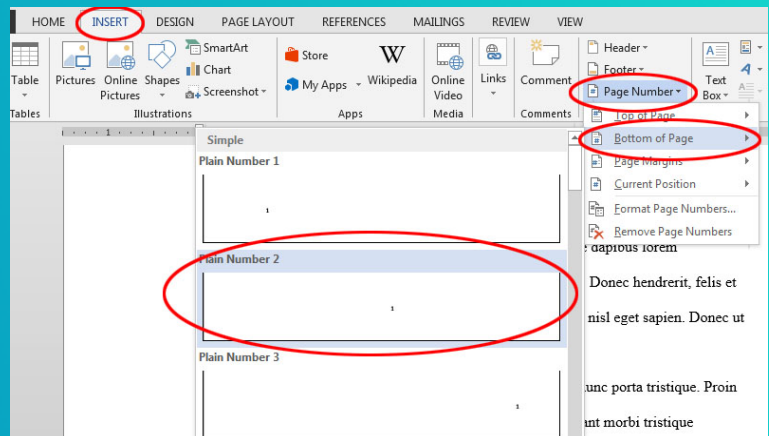 HOME INSERT DESIGN PAGE LAYOUT REFERENCES MAILINGS REVIEW VIEW
Table
Tables
Pictures Online Pictures Shapes
SmartArt
Chart
Screenshot
Illustrations
Store
My Apps
W
Wikipedia
Apps
Online Video
Media
Links
Comment
Comments
Header
Footer
Page Number
A
Text Box
A
Top of Page
Bottom of Page
Page Margins
Current Position
Format Page Numbers...
Remove Page Numbers
1
Simple
Plain Number 1
1
Plain Number 2
1
Plain Number 3
1
dapibus lorem
Donec hendrerit, felis et
nisl eget sapien. Donec ut
porta tristique. Proin
morbi tristique